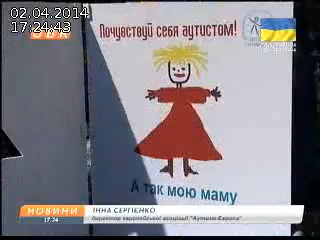 02.04.2014
17:24:43
Почувствуй себя аутистом!
А так мою маму
НОВИНИ
17:24
ІННА СЕРГІЄНКО
директор європейської асоціації "Аутизм-Європа"